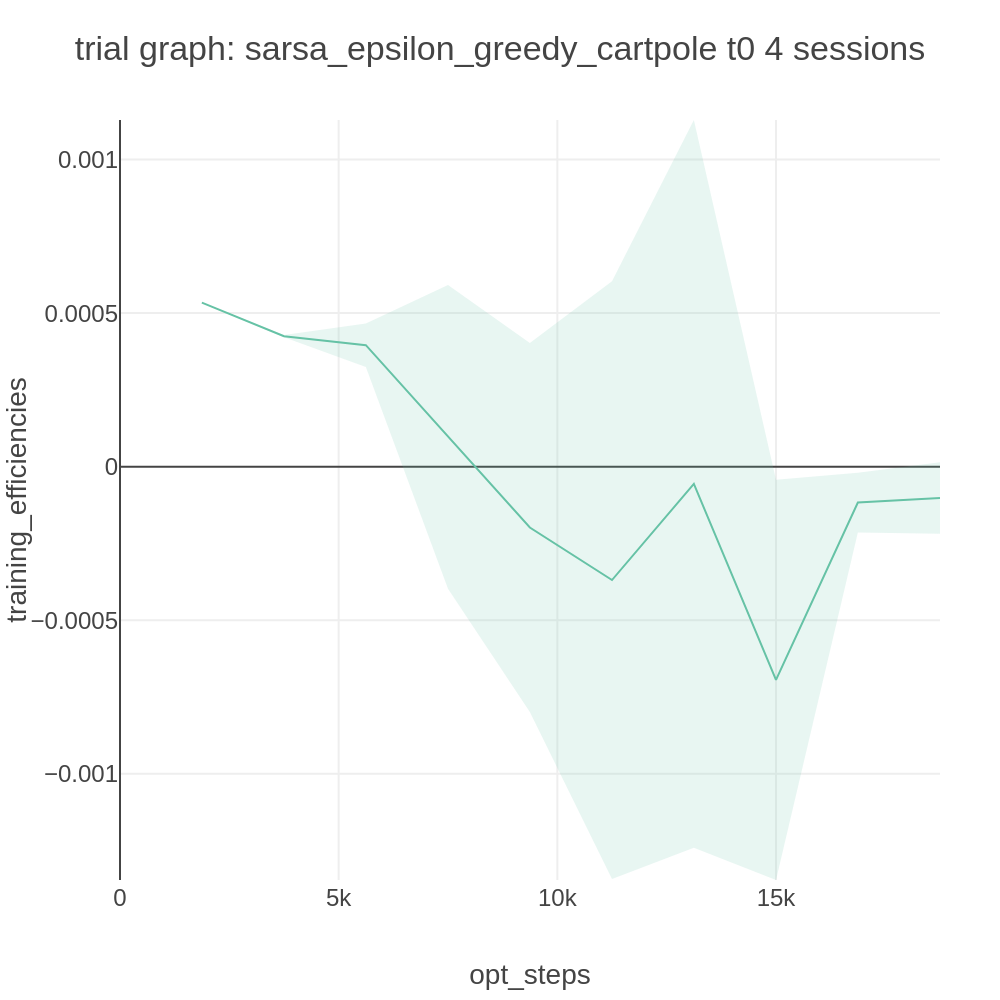 trial graph: sarsa_epsilon_greedy_cartpole t0 4 sessions
0.001
0.0005
0
−0.0005
−0.001
training_efficiencies
0
5k
10k
15k
opt_steps